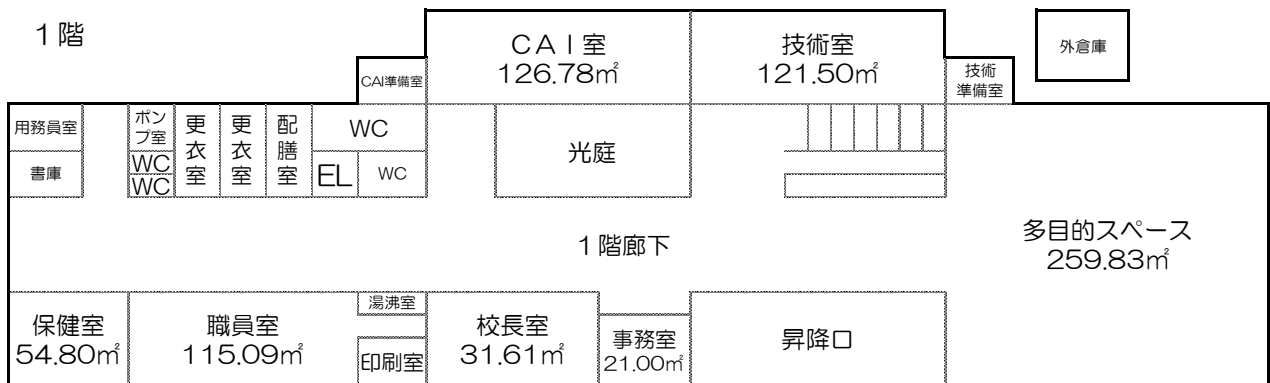 1階
CAI室
126.78㎡
技術室
121.50㎡
外倉庫
CAI準備室
技術
準備室
用務員室
書庫
ポン
プ室
WC
WC
更衣室
更衣室
配膳室
WC
EL
WC
光庭
1階廊下
多目的スペース
259.83㎡
保健室
54.80㎡
職員室
115.09㎡
湯沸室
印刷室
校長室
31.61㎡
事務室
21.00㎡
昇降口